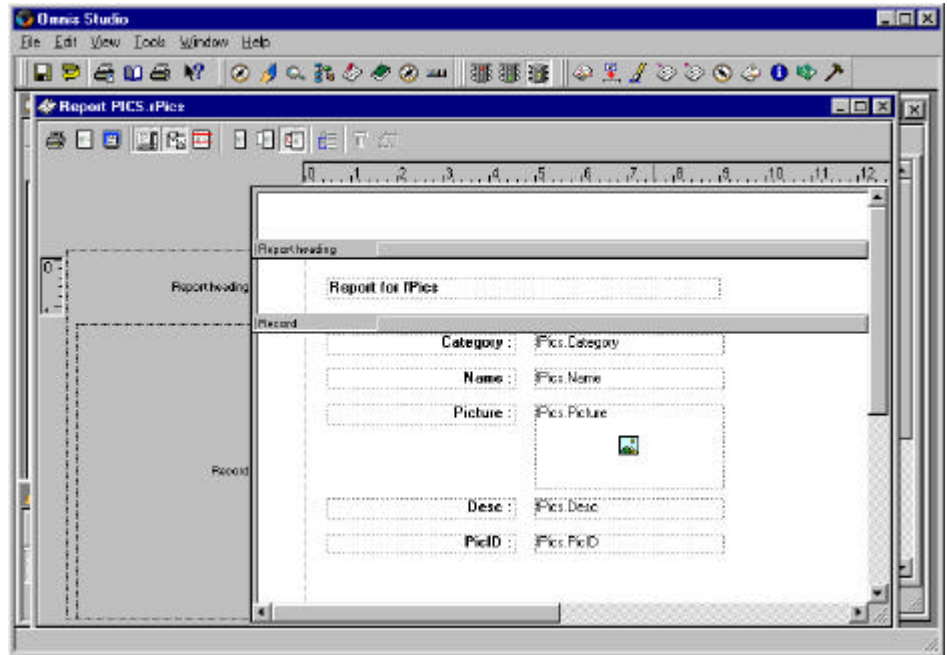 Omnis Studio
File Edit View Tools Window Help
Report PICS.rPics
0 1 2 3 4 5 6 7 8 9 10 11 12
Report heading
0
Report heading
Report for fPics
Record
Category : fPics.Category
Name : fPics.Name
Picture : fPics.Picture
Record
Desc : fPics.Desc
PicID : fPics.PicID